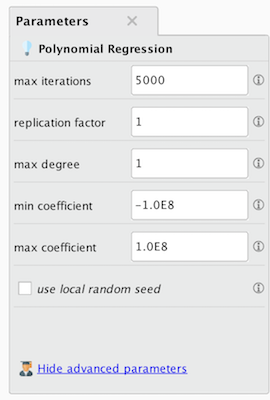 Parameters
Polynomial Regression
max iterations 5000
replication factor 1
max degree 1
min coefficient -1.0E8
max coefficient 1.0E8
use local random seed
Hide advanced parameters